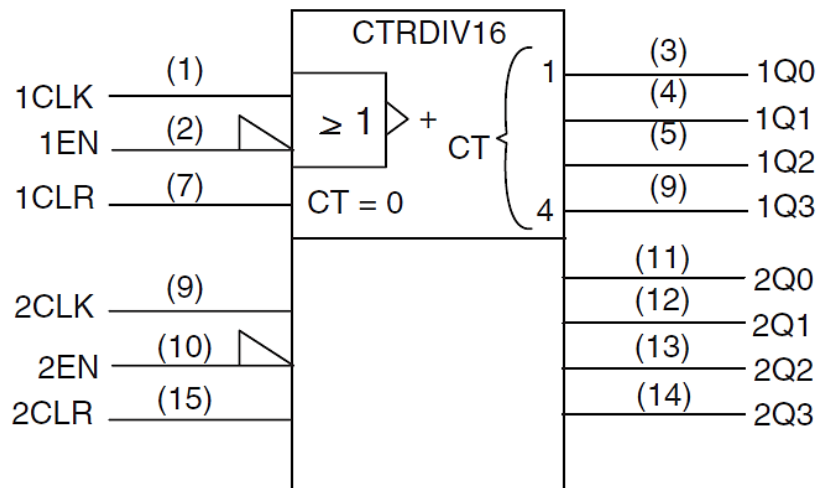 CTRDIV16
1CLK (1)
1EN (2)
1CLR (7)
≥ 1 +
CT = 0
CT
1
4
(3) 1Q0
(4) 1Q1
(5) 1Q2
(9) 1Q3
2CLK (9)
2EN (10)
2CLR (15)
(11) 2Q0
(12) 2Q1
(13) 2Q2
(14) 2Q3